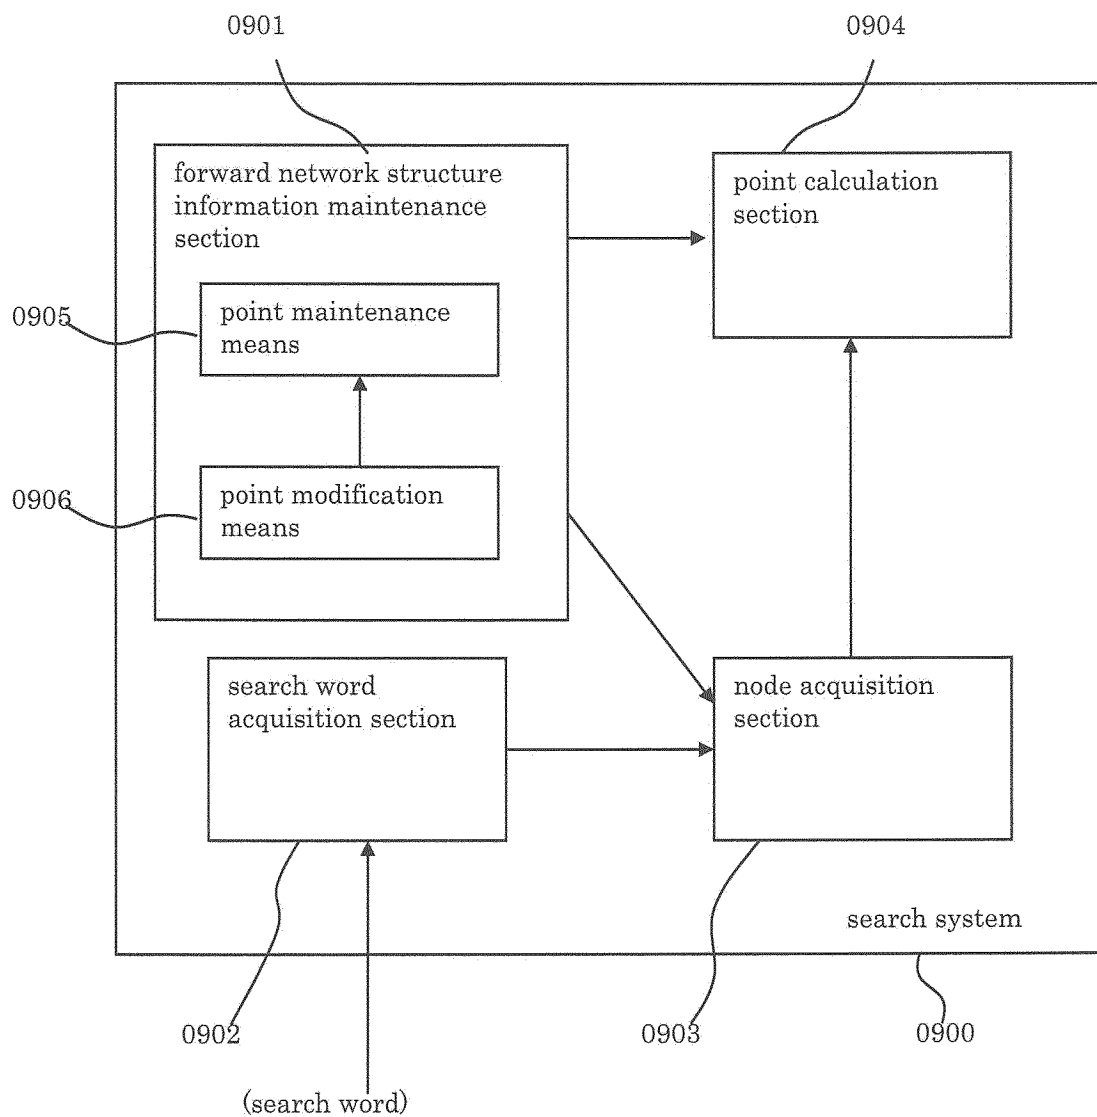 0901
0904
forward network structure
information maintenance
section
point calculation
section
0905
point maintenance
means
0906
point modification
means
search word
acquisition section
node acquisition
section
search system
0902
0903
0900
(search word)